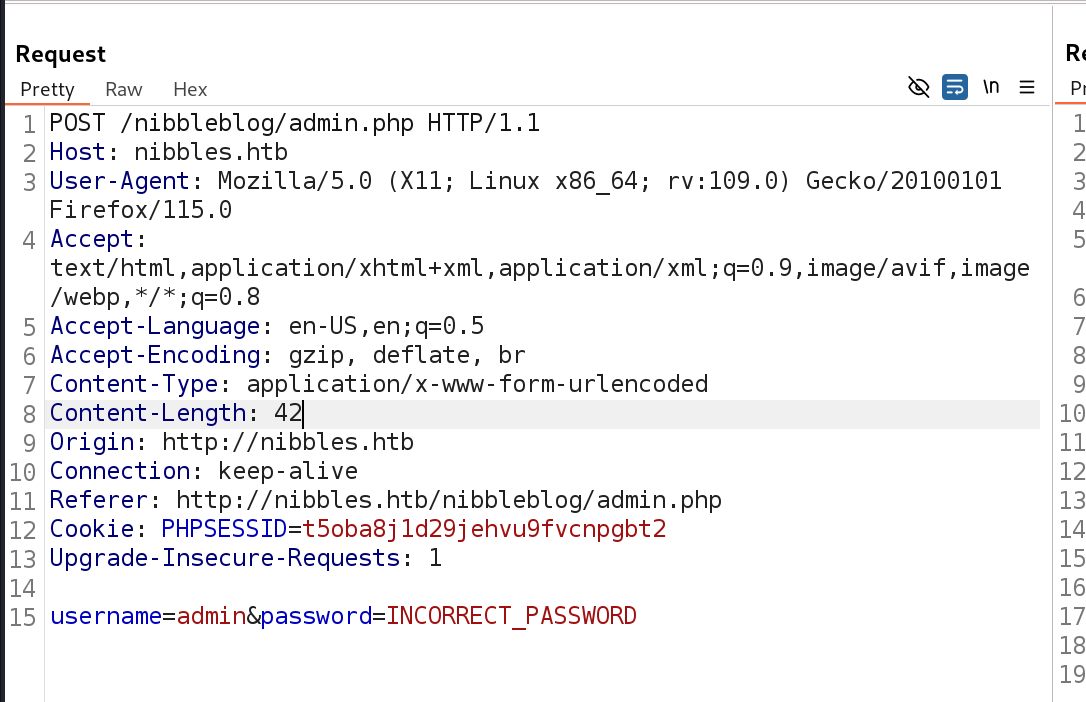 Request
Re
Pretty Raw Hex
\n
Pr
1 POST /nibbleblog/admin.php HTTP/1.1
2 Host: nibbles.htb
3 User-Agent: Mozilla/5.0 (X11; Linux x86_64; rv:109.0) Gecko/20100101
Firefox/115.0
4 Accept:
text/html,application/xhtml+xml,application/xml;q=0.9,image/avif,image
/webp,*/*;q=0.8
5 Accept-Language: en-US,en;q=0.5
6 Accept-Encoding: gzip, deflate, br
7 Content-Type: application/x-www-form-urlencoded
8 Content-Length: 42
9 Origin: http://nibbles.htb
10 Connection: keep-alive
11 Referer: http://nibbles.htb/nibbleblog/admin.php
12 Cookie: PHPSESSID=t5oba8j1d29jehvu9fvcnpgbt2
13 Upgrade-Insecure-Requests: 1
14
15 username=admin&password=INCORRECT_PASSWORD
1
2
3
4
5
6
7
8
9
10
11
12
13
14
15
16
17
18
19